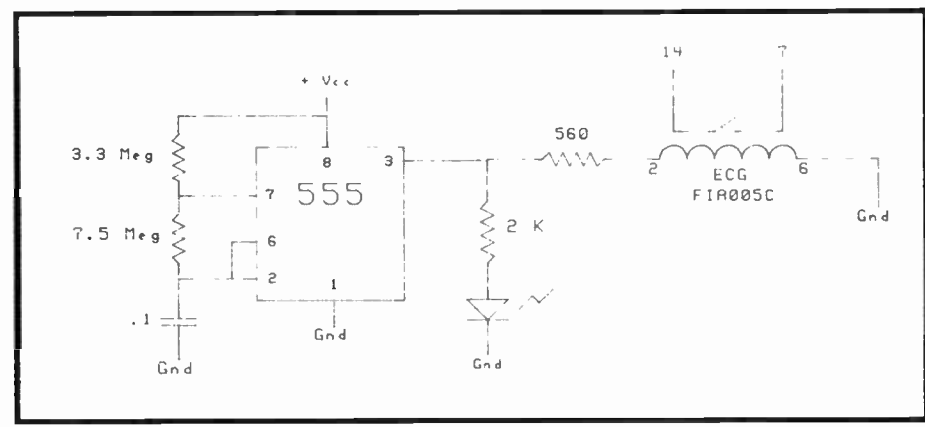 14 7
+ Vcc
560
3.3 Meg
8 3
2 6
ECG
555
FIR005C
7
Gnd
7.5 Meg
2 K
6
2
1
.1
Gnd
Gnd
Gnd